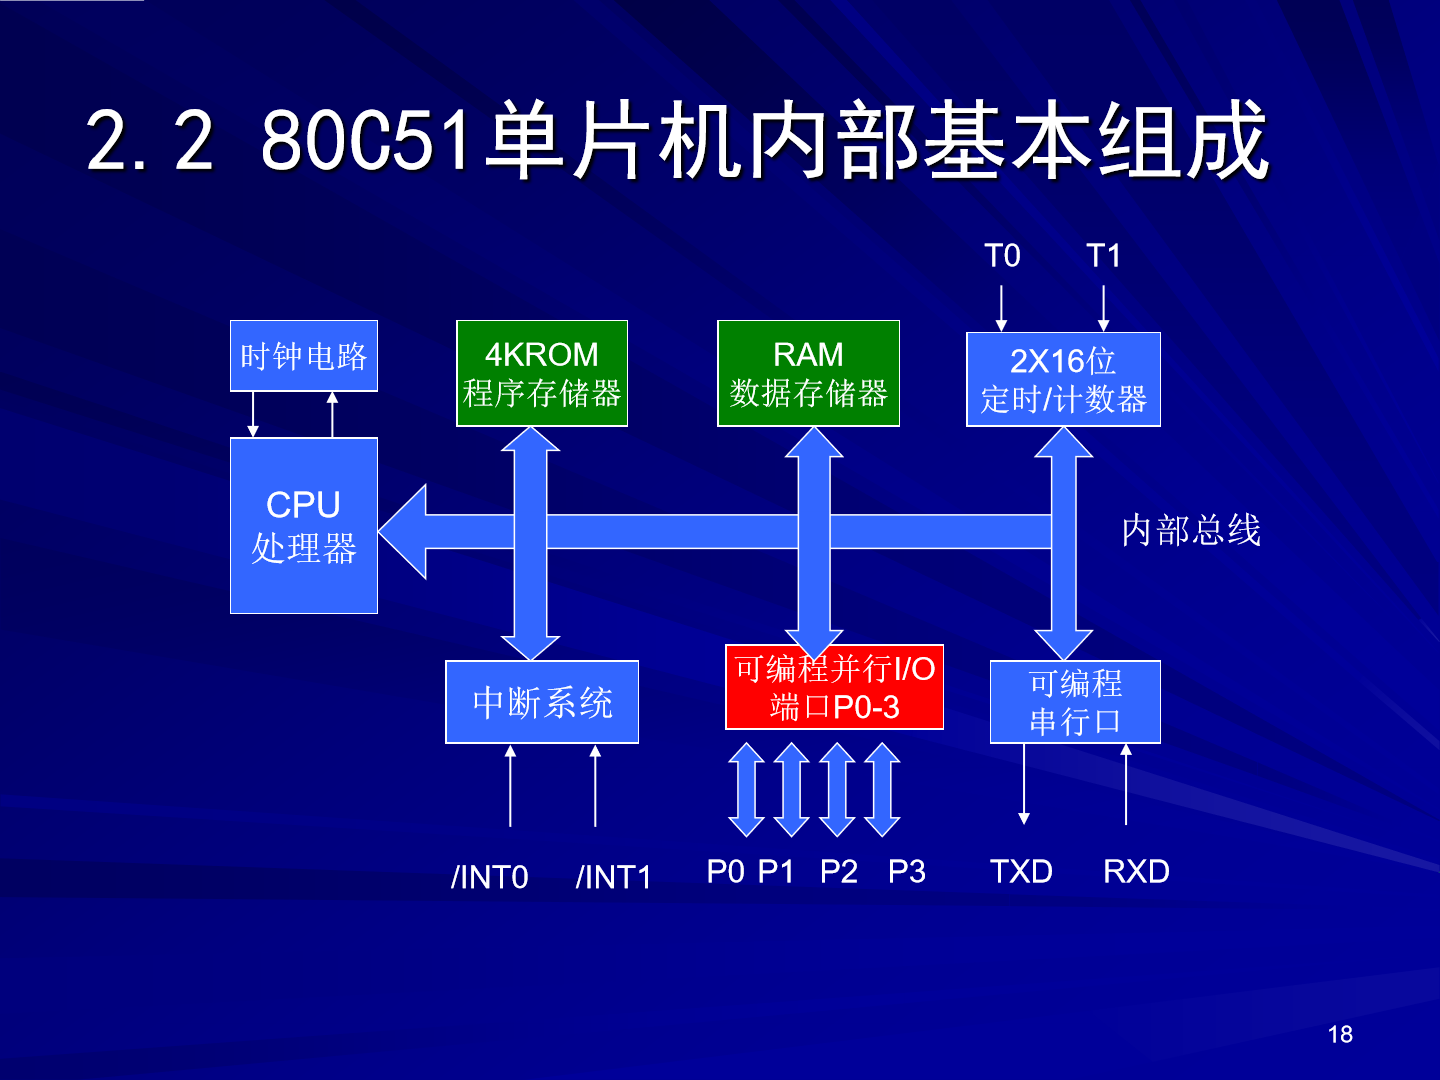 2.2 80C51单片机内部基本组成
T0 T1
时钟电路
4KROM
程序存储器
RAM
数据存储器
2X16位
定时/计数器
CPU
处理器
内部总线
中断系统
可编程并行I/O
端口P0-3
可编程
串行口
/INT0 /INT1 P0 P1 P2 P3 TXD RXD
18